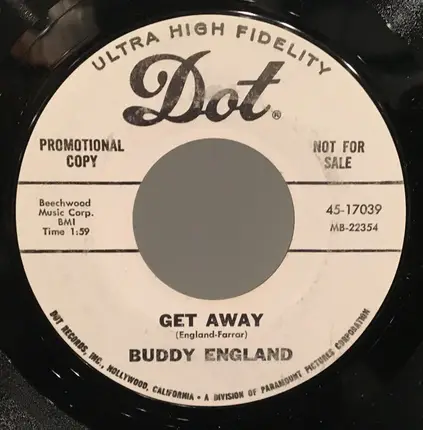 ULTRA HIGH FIDELITY
Dot®
PROMOTIONAL
COPY
NOT FOR
SALE
Beechwood
Music Corp.
BMI
Time 1:59
45-17039
MB-22354
GET AWAY
(England-Farrar)
BUDDY ENGLAND
DOT RECORDS, INC., HOLLYWOOD, CALIFORNIA • A DIVISION OF PARAMOUNT PICTURES CORPORATION